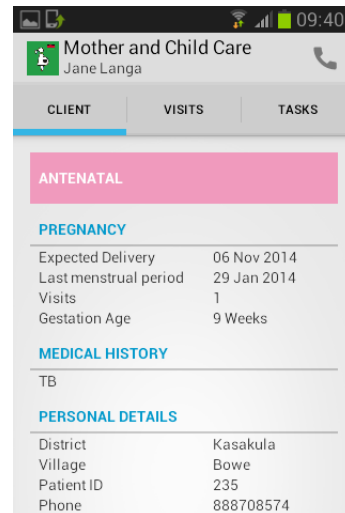 09:40
Mother and Child Care
Jane Langa
CLIENT VISITS TASKS
ANTENATAL
PREGNANCY
Expected Delivery 06 Nov 2014
Last menstrual period 29 Jan 2014
Visits 1
Gestation Age 9 Weeks
MEDICAL HISTORY
TB
PERSONAL DETAILS
District Kasakula
Village Bowe
Patient ID 235
Phone 888708574